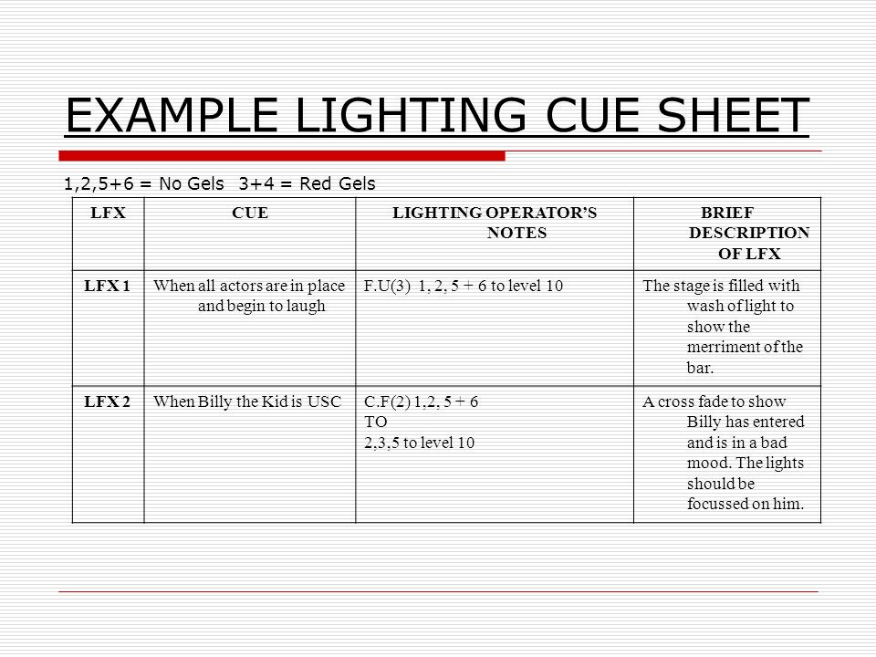 EXAMPLE LIGHTING CUE SHEET
1,2,5+6 = No Gels 3+4 = Red Gels
LFX
CUE
LIGHTING OPERATOR'S
NOTES
BRIEF
DESCRIPTION
OF LFX
LFX 1
When all actors are in place
and begin to laugh
F.U(3) 1, 2, 5 + 6 to level 10
The stage is filled with
wash of light to
show the
merriment of the
bar.
LFX 2
When Billy the Kid is USC
C.F(2) 1,2, 5 + 6
TO
2,3,5 to level 10
A cross fade to show
Billy has entered
and is in a bad
mood. The lights
should be
focussed on him.